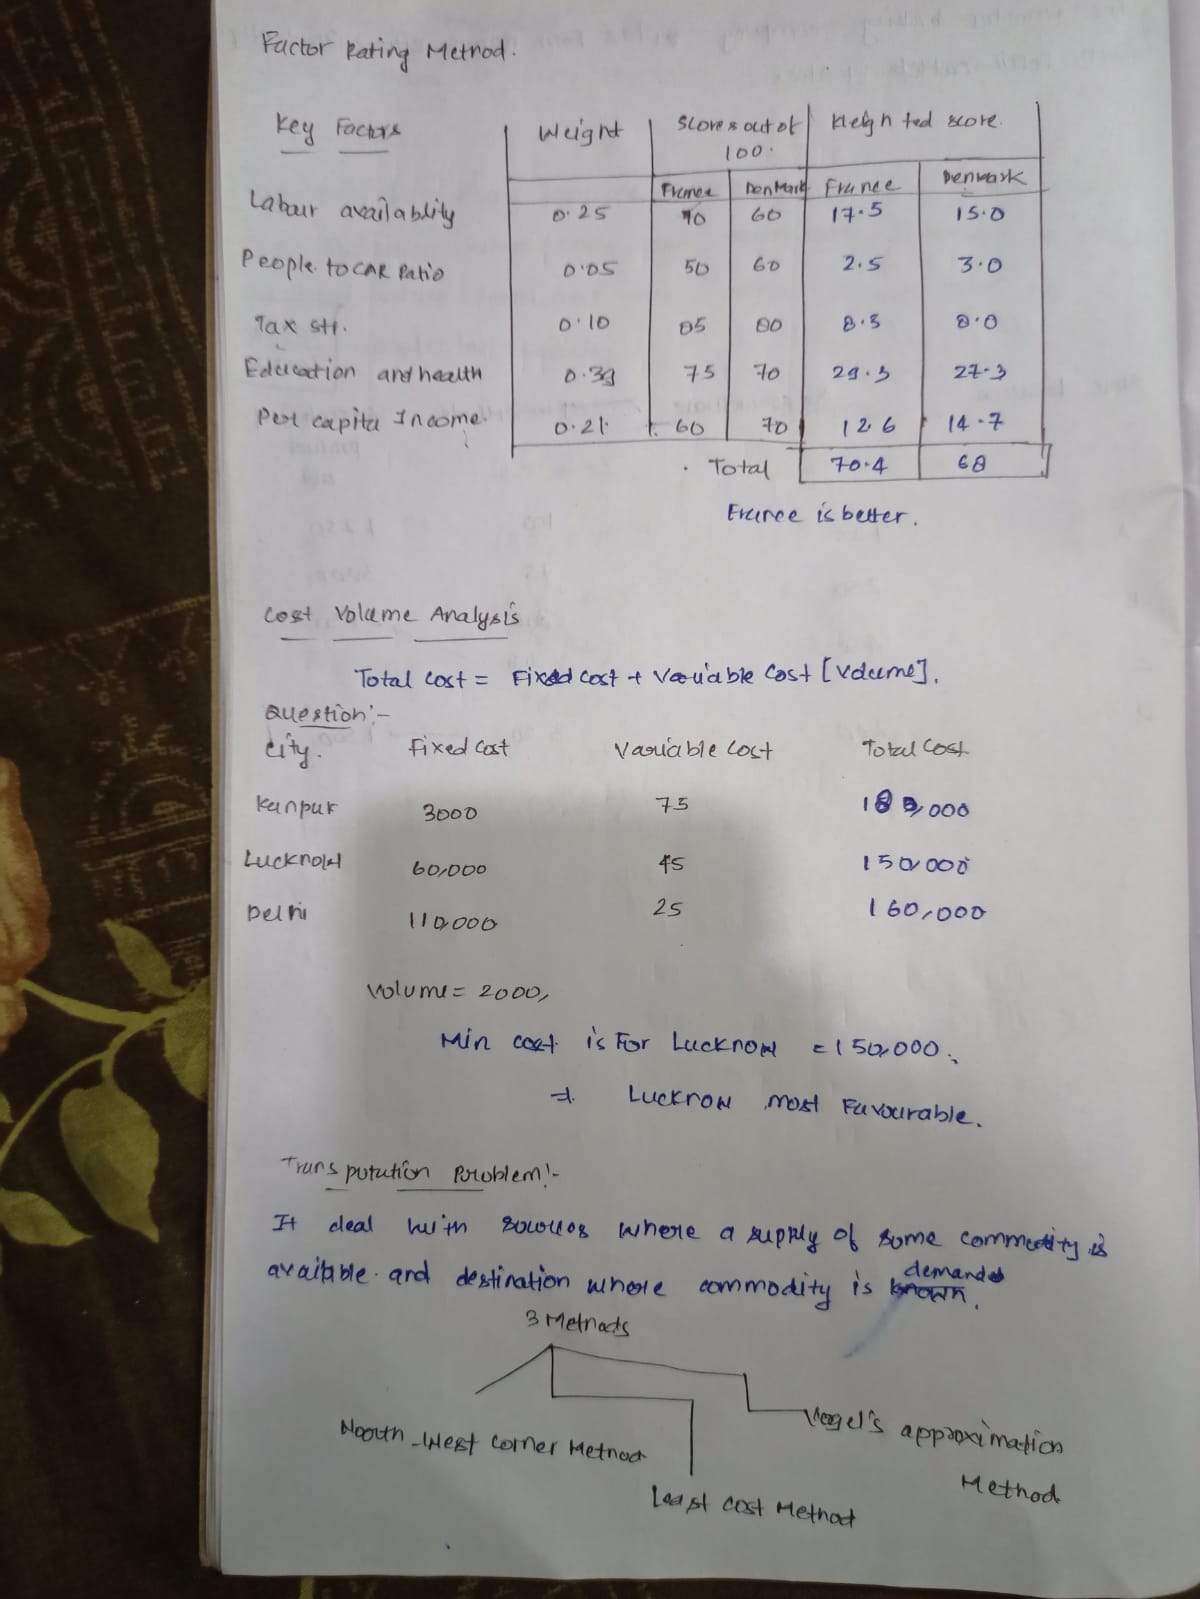 Factor Rating Method.
Key Factors Weight Scores out of 100. Weighted score.
France Denmark France Denmark
Labour availability 0.25 70 60 17.5 15.0
People to CAR Ratio 0.05 50 60 2.5 3.0
Tax str. 0.10 85 80 8.5 8.0
Education and health 0.39 75 70 29.3 27.3
Per capita Income. 0.21 60 70 12.6 14.7
Total 70.4 68
France is better.
Cost Volume Analysis
Total cost = Fixed cost + Variable Cost [Volume].
Question:-
City. Fixed Cost Variable Cost Total Cost.
Kanpur 3000 75 000
Lucknow 60,000 45 150,000
Delhi 110,000 25 160,000
Volume = 2000,
Min cost is For Lucknow = 150,000.
⇒ Lucknow most Favourable.
Transpotation Problem:-
It deal with sources where a supply of some commodity is
available and destination where commodity is demanded
3 Methods
North-West Corner Method
Vogel's approximation Method
Least cost Method